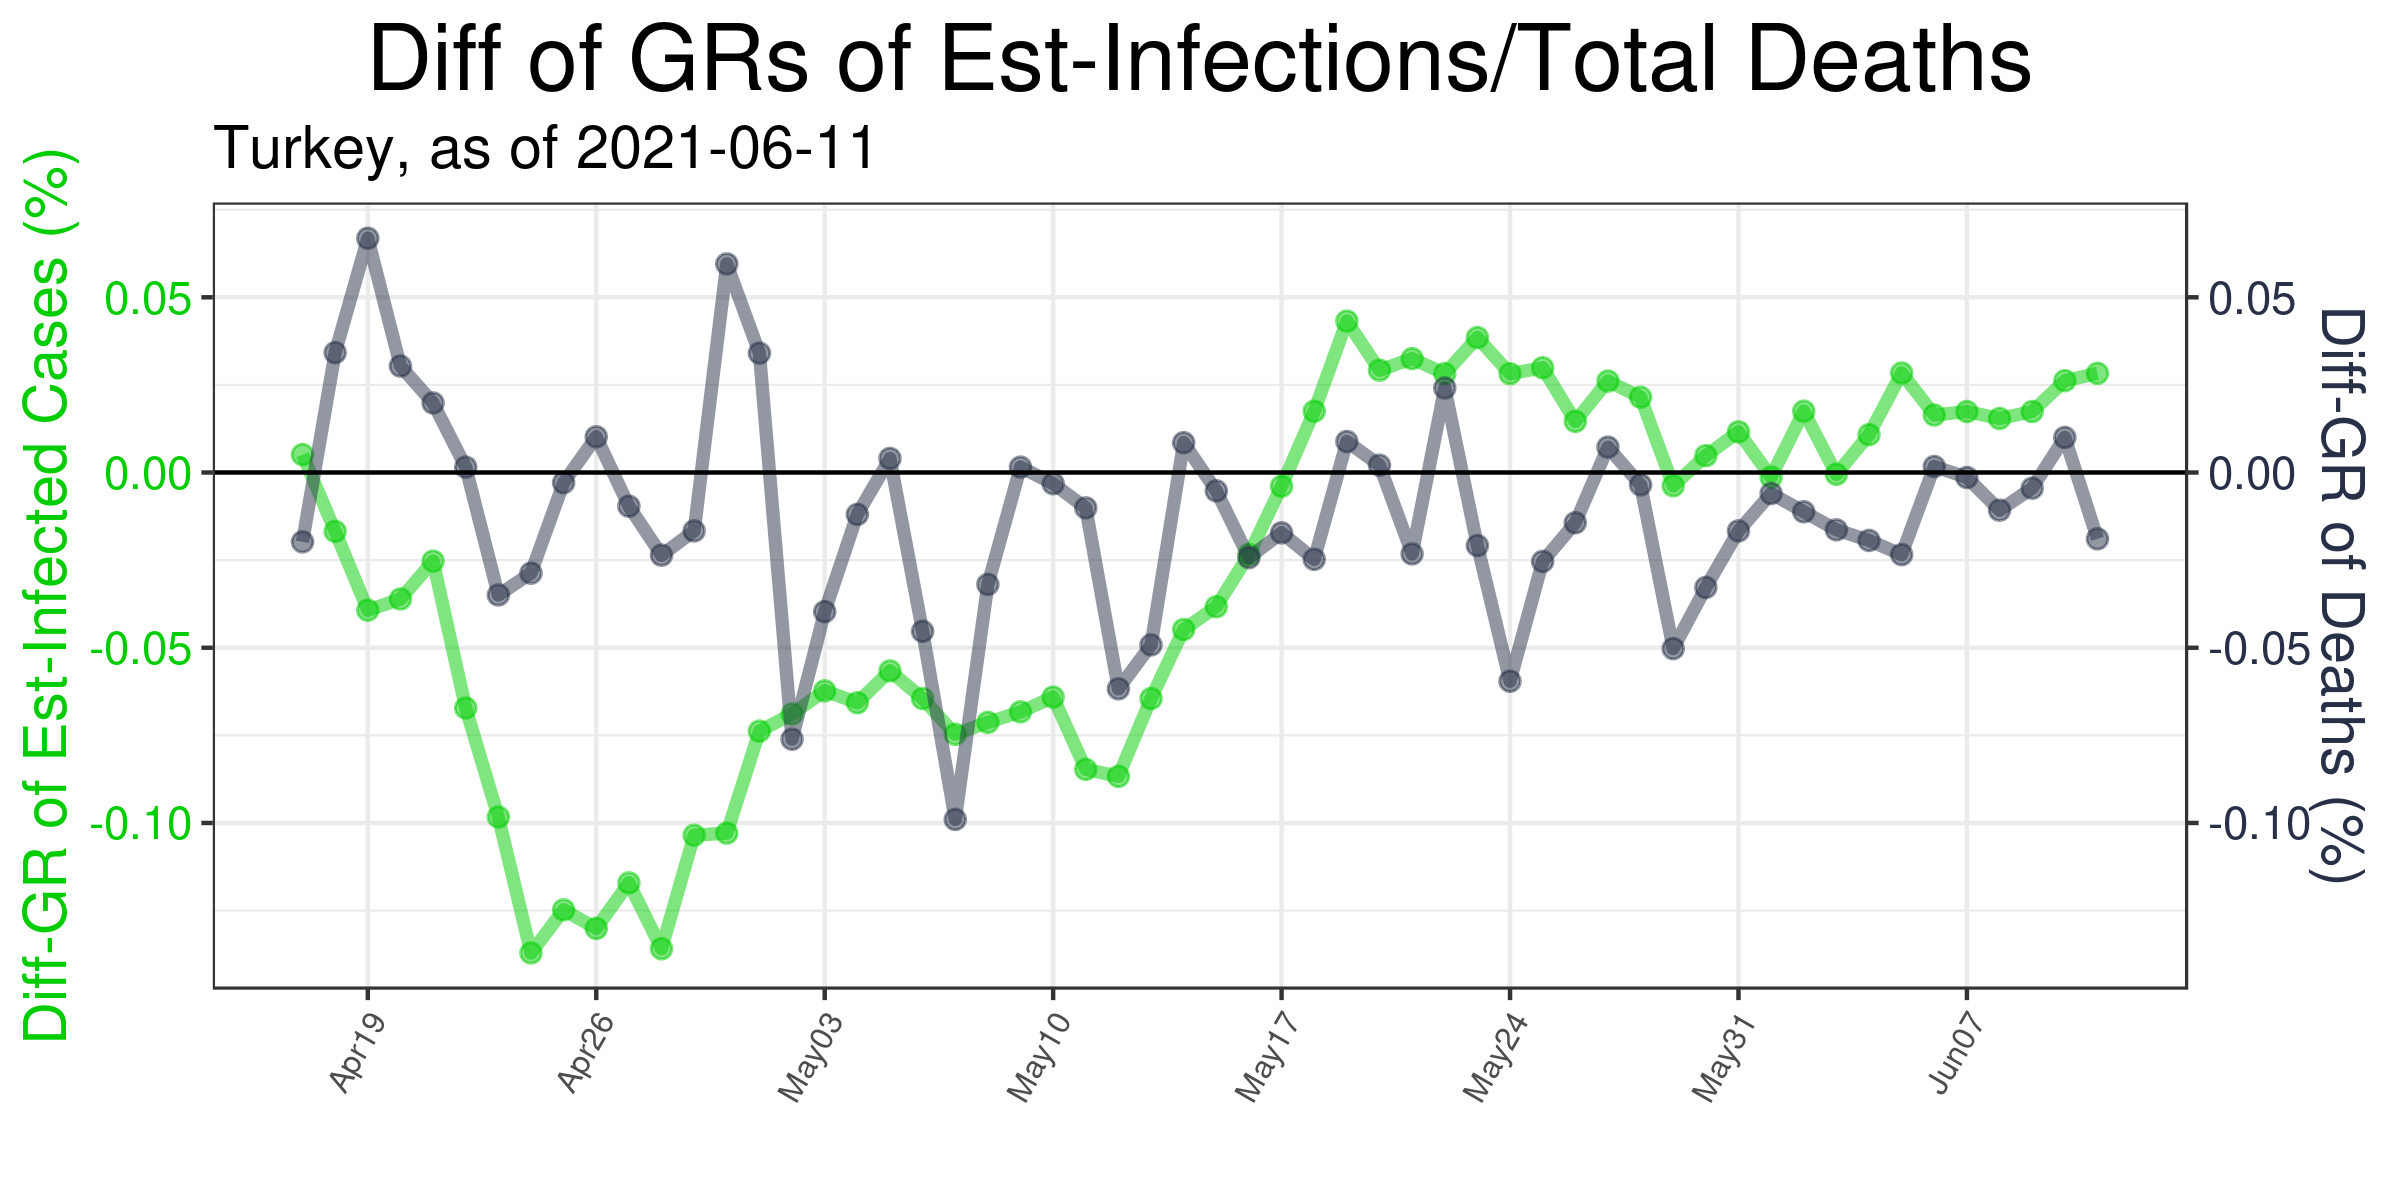 Diff of GRs of Est-Infections/Total Deaths
Turkey, as of 2021-06-11
Diff-GR of Est-Infected Cases (%)
0.05
0.00
-0.05
-0.10
0.05
0.00
-0.05
-0.10
Diff-GR of Deaths (%)
Apr19
Apr26
May03
May10
May17
May24
May31
Jun07